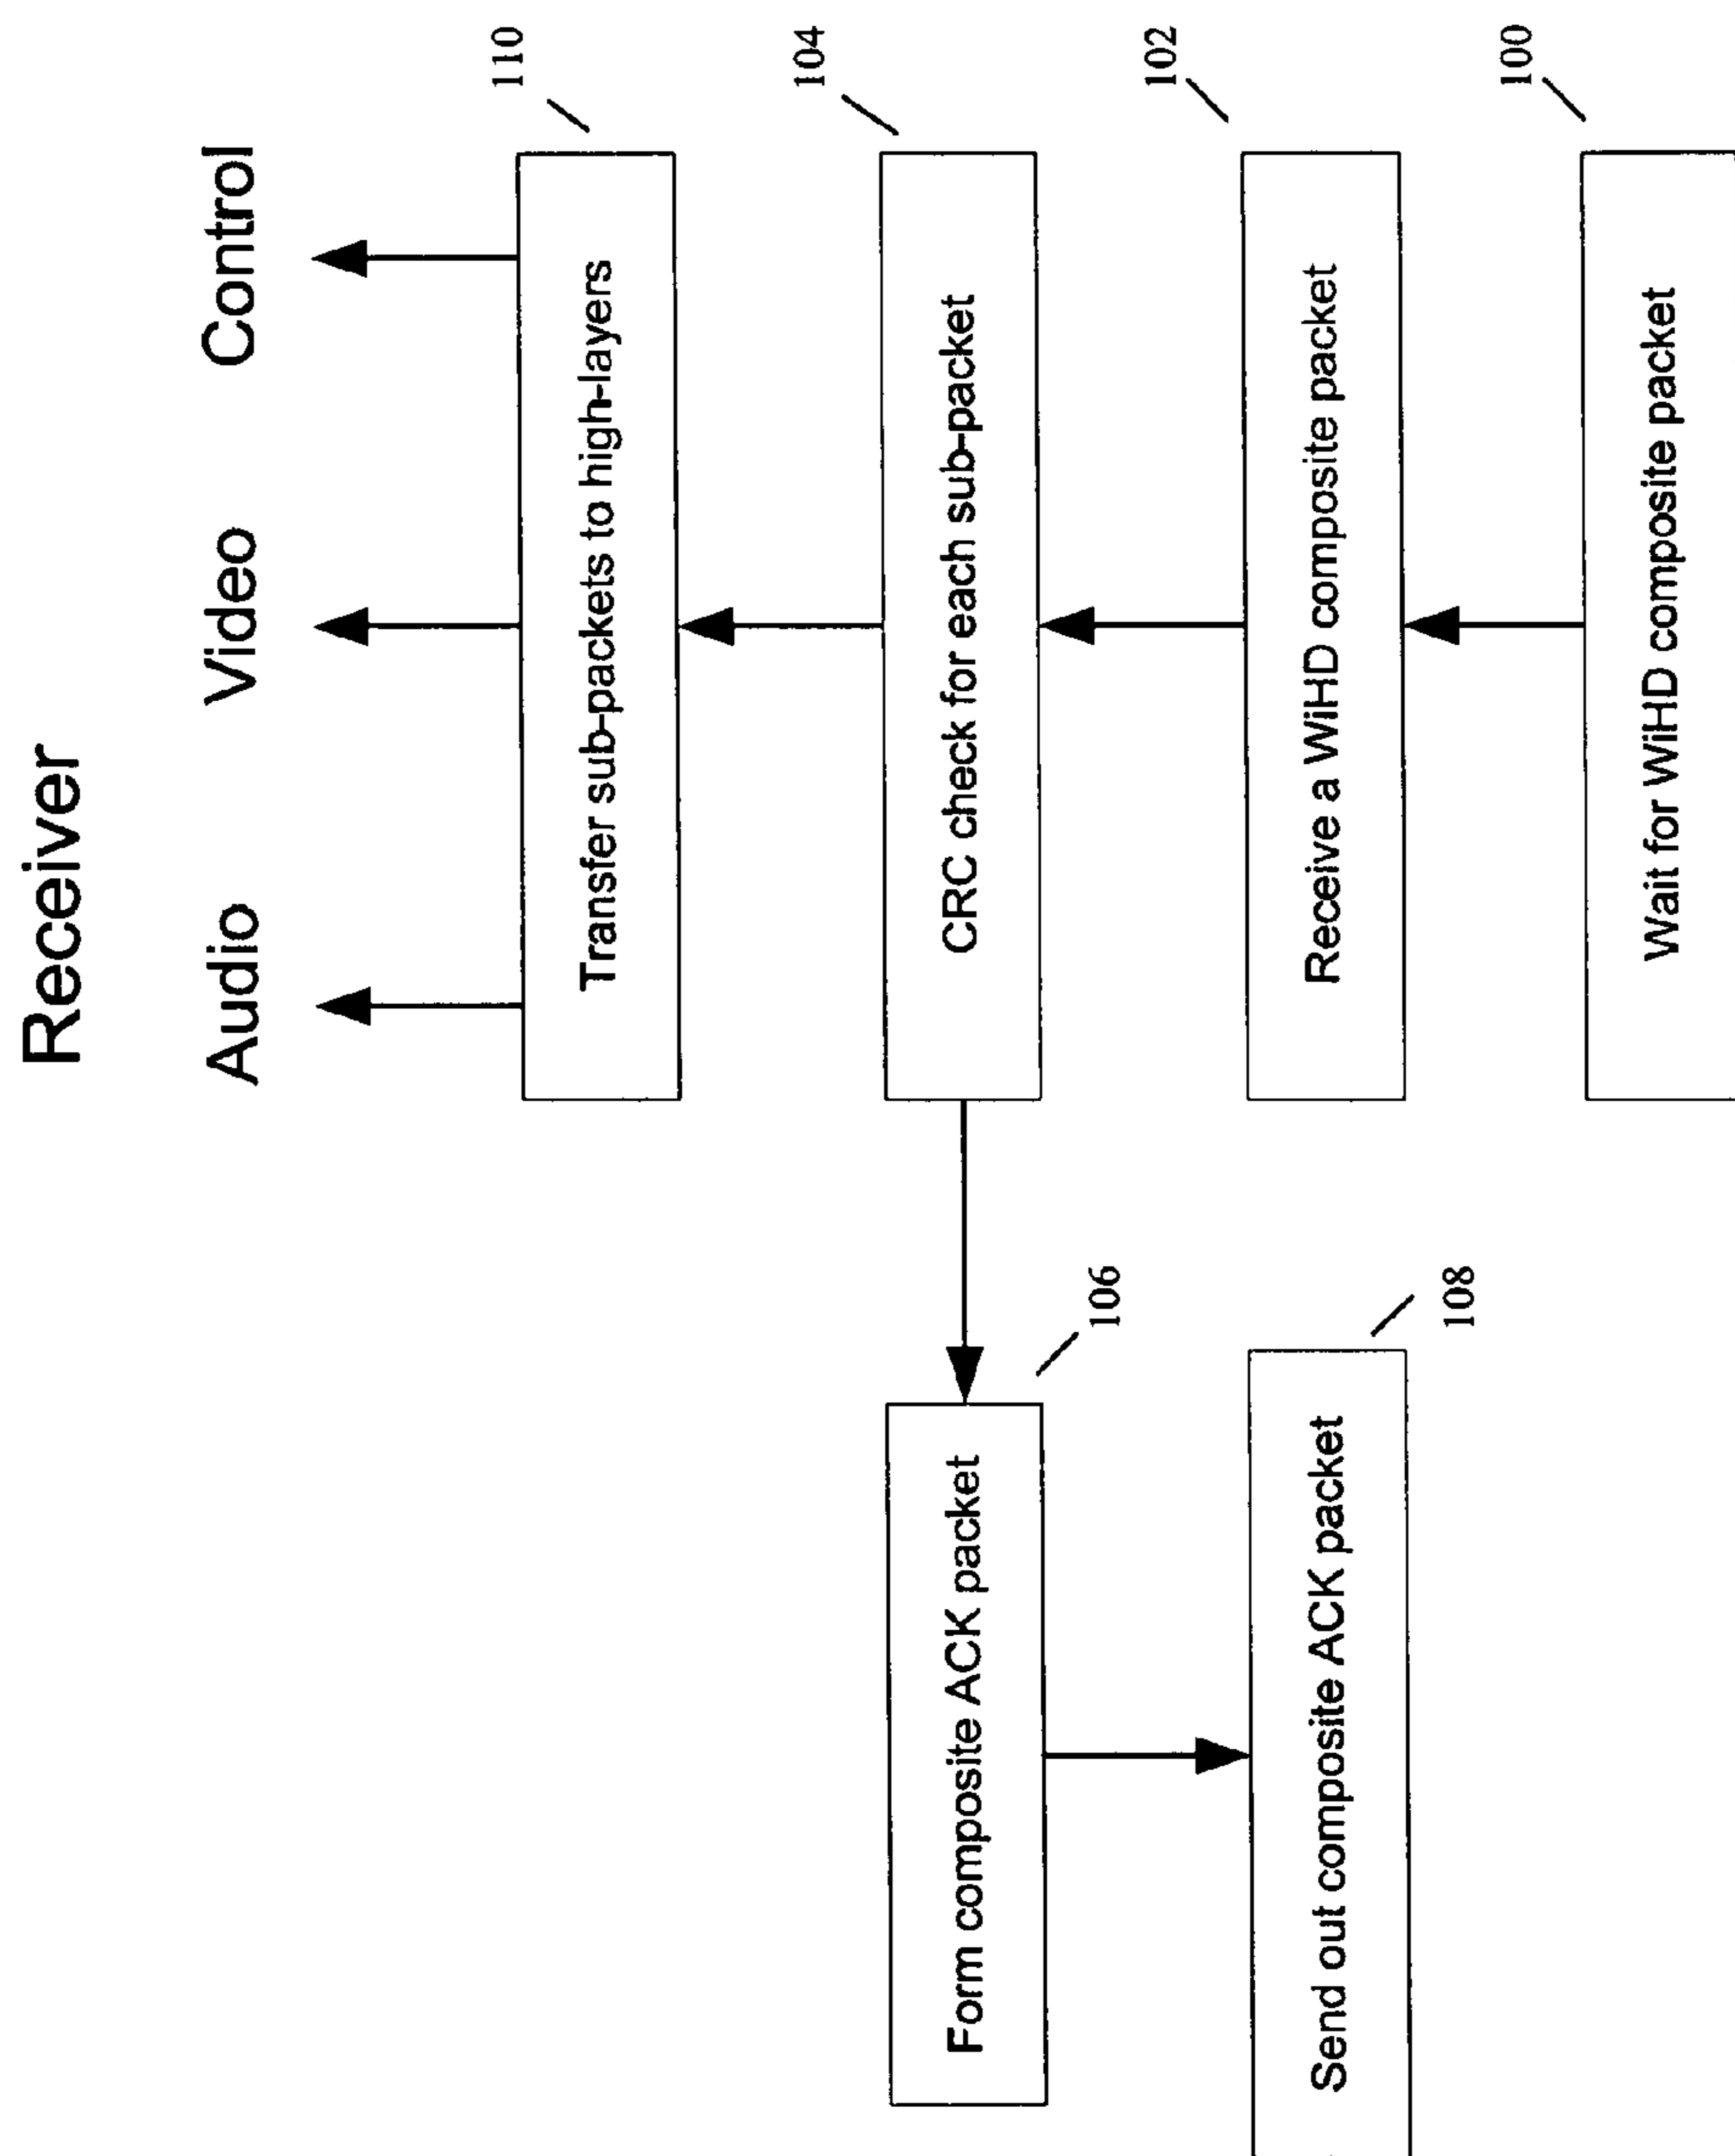 Receiver
Audio
Video
Control
Transfer sub-packets to high-layers
110
CRC check for each sub-packet
104
Form composite ACK packet
106
Receive a WiHD composite packet
102
Send out composite ACK packet
108
Wait for WiHD composite packet
100